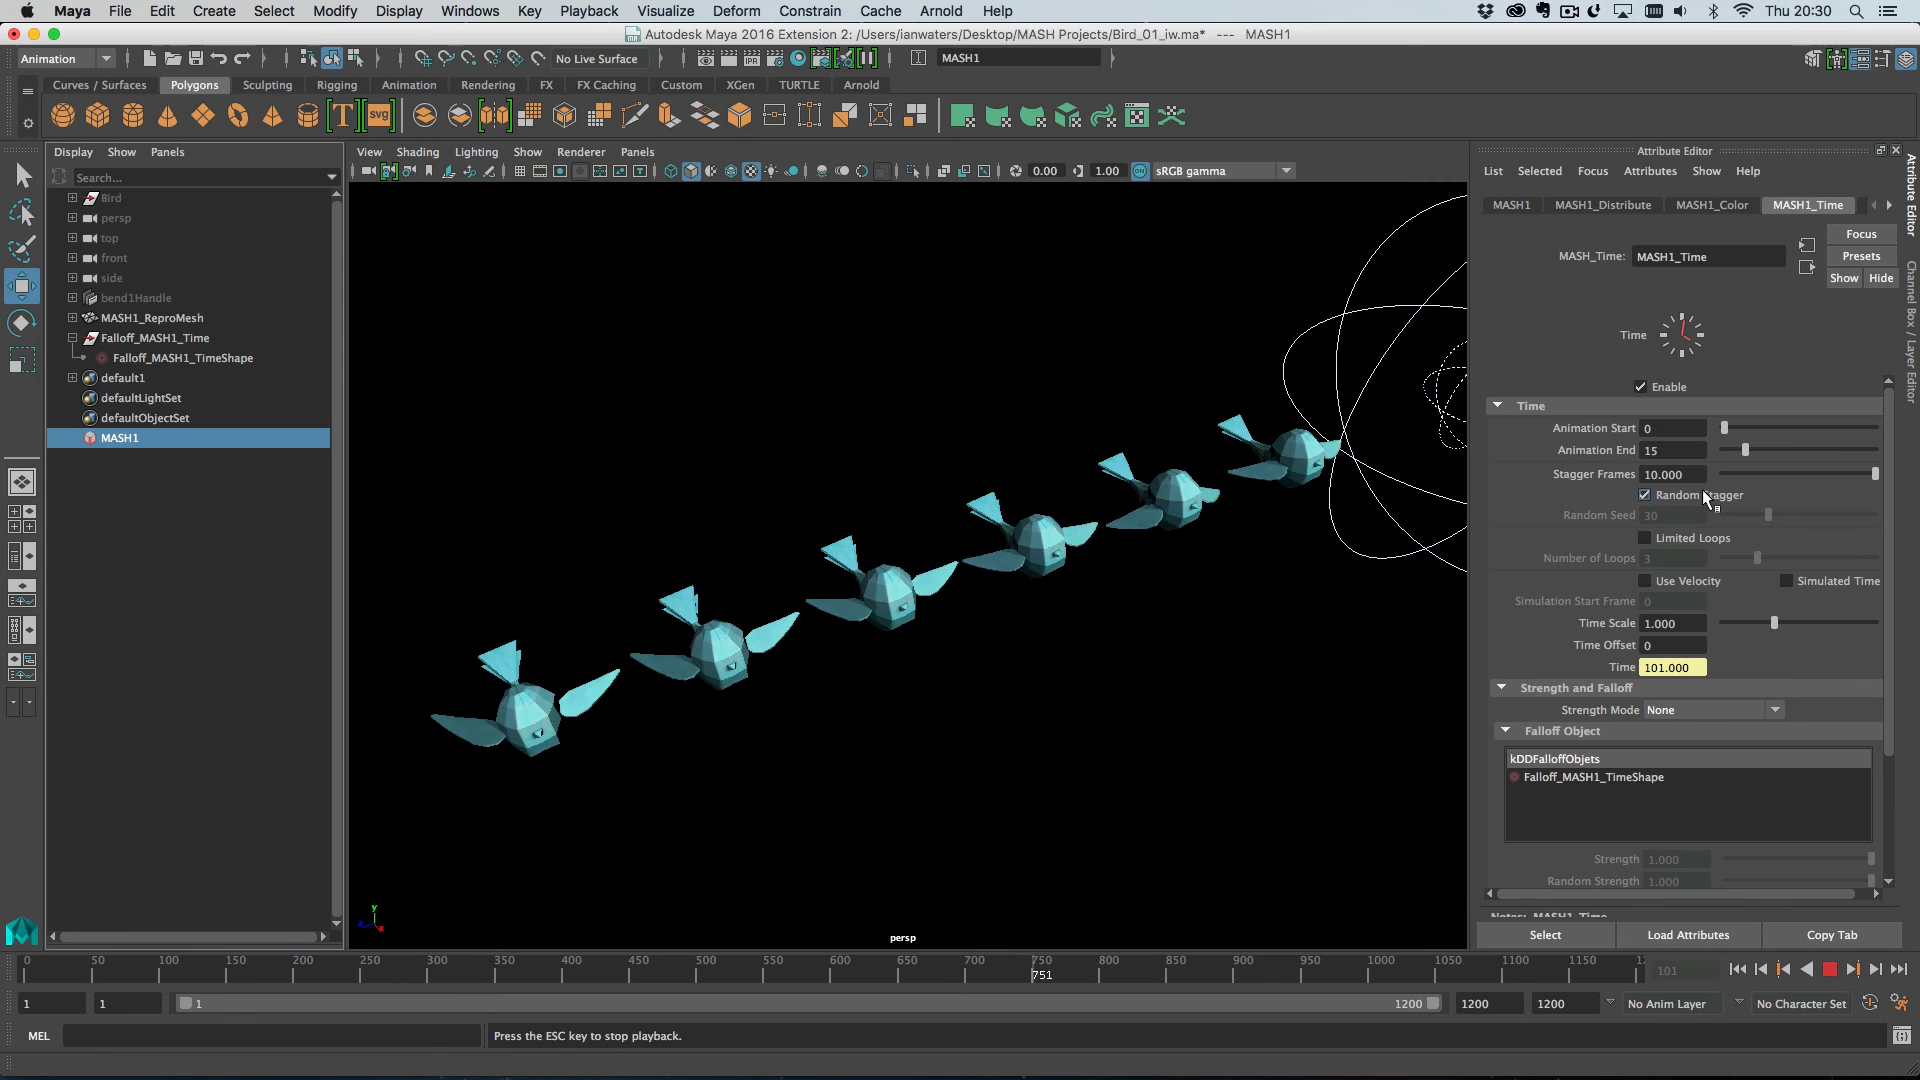 Maya File Edit Create Select Modify Display Windows Key Playback Visualize Deform Constrain Cache Arnold Help Thu 20:30
Autodesk Maya 2016 Extension 2: /Users/ianwaters/Desktop/MASH Projects/Bird_01_iw.ma* --- MASH1
Animation No Live Surface MASH1
Curves / Surfaces Polygons Sculpting Rigging Animation Rendering FX FX Caching Custom XGen TURTLE Arnold
IPR
T svg
Display Show Panels
Search...
Bird
persp
top
front
side
bend1Handle
MASH1_ReproMesh
Falloff_MASH1_Time
Falloff_MASH1_TimeShape
default1
defaultLightSet
defaultObjectSet
MASH1
View Shading Lighting Show Renderer Panels
0.00 1.00 sRGB gamma
persp
y
Attribute Editor
List Selected Focus Attributes Show Help
MASH1 MASH1_Distribute MASH1_Color MASH1_Time
MASH_Time: MASH1_Time
Focus
Presets
Show Hide
Time
Enable
Time
Animation Start 0
Animation End 15
Stagger Frames 10.000
Random Stagger
Random Seed 30
Limited Loops
Number of Loops 3
Use Velocity Simulated Time
Simulation Start Frame 0
Time Scale 1.000
Time Offset 0
Time 101.000
Strength and Falloff
Strength Mode None
Falloff Object
kDDFalloffObjets
Falloff_MASH1_TimeShape
Strength 1.000
Random Strength 1.000
Notes: MASH1_Time
Select Load Attributes Copy Tab
Attribute Editor
Channel Box / Layer Editor
0 50 100 150 200 250 300 350 400 450 500 550 600 650 700 750 800 850 900 950 1000 1050 1100 1150
751
101
1 1 1 1200 1200 1200 No Anim Layer No Character Set
MEL Press the ESC key to stop playback.